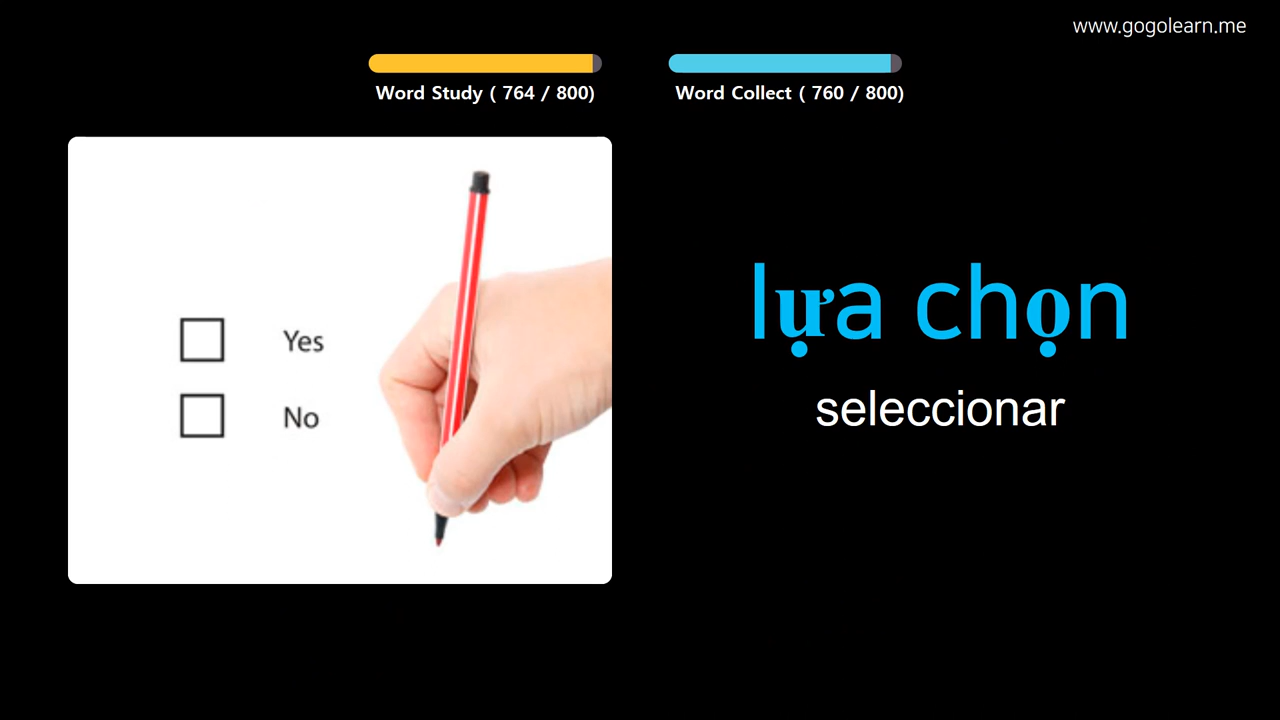 www.gogolearn.me
Word Study ( 764 / 800)
Word Collect ( 760 / 800)
Yes
No
lựa chọn
seleccionar